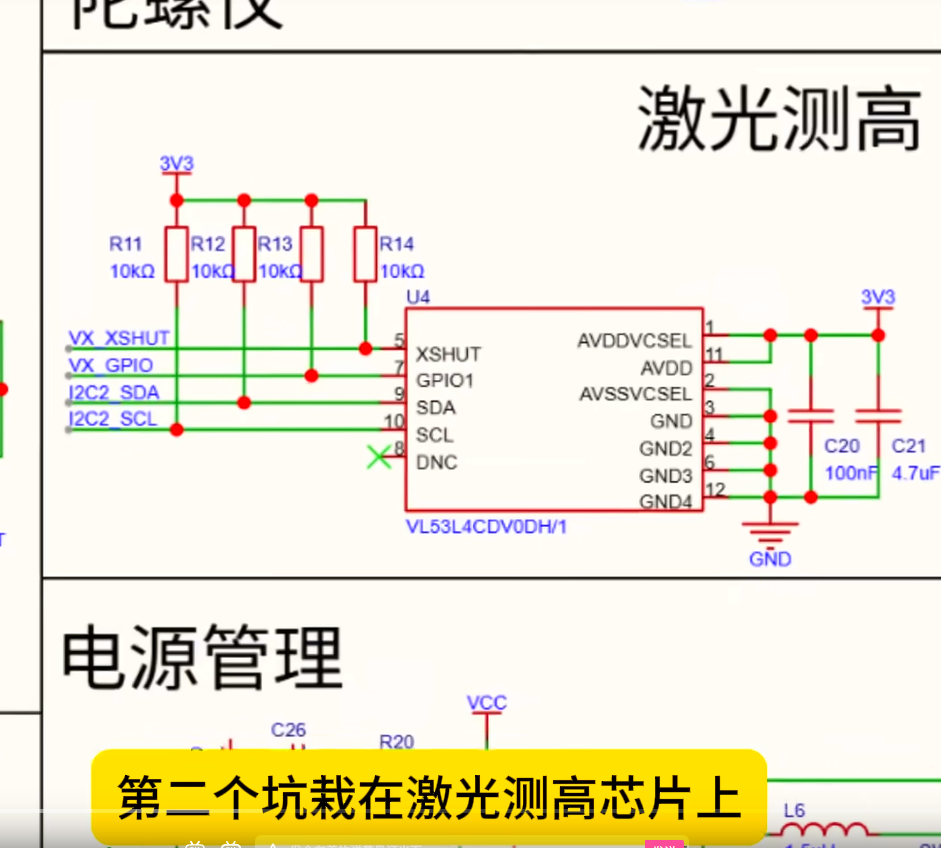 陀螺仪
激光测高
3V3
R11
R12
R13
R14
10kΩ
10kΩ
10kΩ
10kΩ
U4
3V3
VX_XSHUT
5
XSHUT
AVDDVCSEL
1
VX_GPIO
7
GPIO1
AVDD
11
I2C2_SDA
9
SDA
AVSSVCSEL
2
I2C2_SCL
10
SCL
GND
3
8
DNC
GND2
4
GND3
6
GND4
12
C20
C21
100nF
4.7uF
VL53L4CDV0DH/1
GND
电源管理
VCC
C26
R20
第二个坑栽在激光测高芯片上
L6